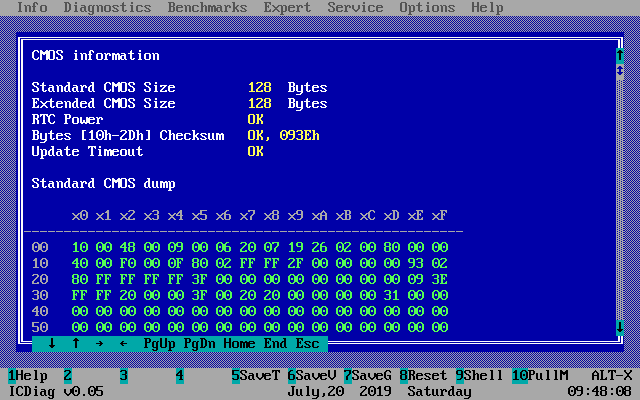 Info  Diagnostics  Benchmarks  Expert  Service  Options  Help
CMOS information
Standard CMOS Size         128  Bytes
Extended CMOS Size         128  Bytes
RTC Power                  OK
Bytes [10h-2Dh] Checksum   OK, 093Eh
Update Timeout             OK
Standard CMOS dump
x0 x1 x2 x3 x4 x5 x6 x7 x8 x9 xA xB xC xD xE xF
00   10 00 48 00 09 00 06 20 07 19 26 02 00 80 00 00
10   40 00 F0 00 0F 80 02 FF FF 2F 00 00 00 00 93 02
20   80 FF FF FF FF 3F 00 00 00 00 00 00 00 00 09 3E
30   FF FF 20 00 00 3F 00 20 20 00 00 00 00 31 00 00
40   00 00 00 00 00 00 00 00 00 00 00 00 00 00 00 00
50   00 00 00 00 00 00 00 00 00 00 00 00 00 00 00 00
↓ ↑ → ← PgUp PgDn Home End Esc
1Help 2 3 4 5SaveT 6SaveV 7SaveG 8Reset 9Shell 10PullM ALT-X
ICDiag v0.05 July,20 2019 Saturday 09:48:08